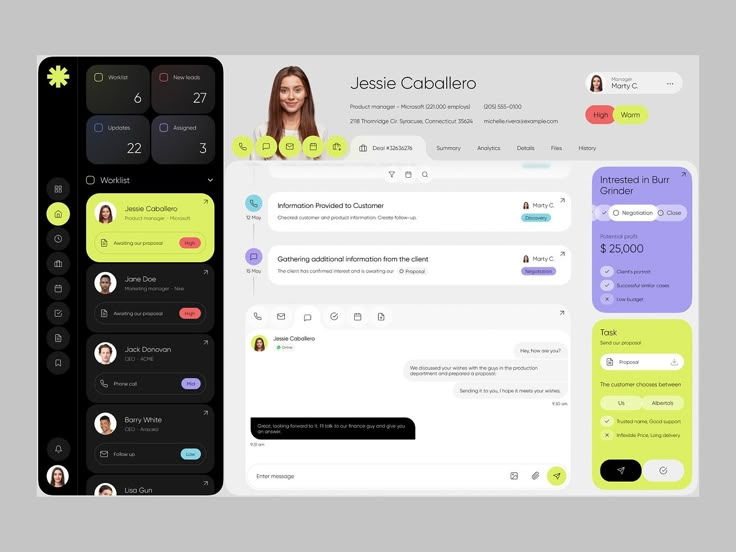 Worklist
6
New leads
27
Updates
22
Assigned
3
Worklist
Jessie Caballero
Product manager - Microsoft
Awaiting our proposal
High
Jane Doe
Marketing manager - Nike
Awaiting our proposal
High
Jack Donovan
CEO - ACME
Phone call
Mid
Barry White
CEO - Anaako
Follow up
Low
Lisa Gun
Jessie Caballero
Product manager - Microsoft (221.000 employs)
(205) 555-0100
2118 Thornridge Cir. Syracuse, Connecticut 35624
michelle.rivera@example.com
Manager
Marty C.
High
Warm
Deal #32636276
Summary
Analytics
Details
Files
History
12 May
Information Provided to Customer
Checked customer and product information. Create follow-up.
Marty C.
Discovery
15 May
Gathering additional information from the client
The client has confirmed interest and is awaiting our
Proposal
Marty C.
Negotiation
Jessie Caballero
Online
Hey, how are you?
We discussed your wishes with the guys in the production
department and prepared a proposal.
Sending it to you, I hope it meets your wishes.
9:30 am
Great, looking forward to it. I'll talk to our finance guy and give you
an answer.
9:31 am
Enter message
Intrested in Burr
Grinder
Negotiation
Close
Potencial profit
$ 25,000
Client's portrait
Successful similar cases
Low budget
Task
Send our proposal
Proposal
The customer chooses between
Us
Alberto's
Trusted name, Good support
Inflexible Price, Long delivery